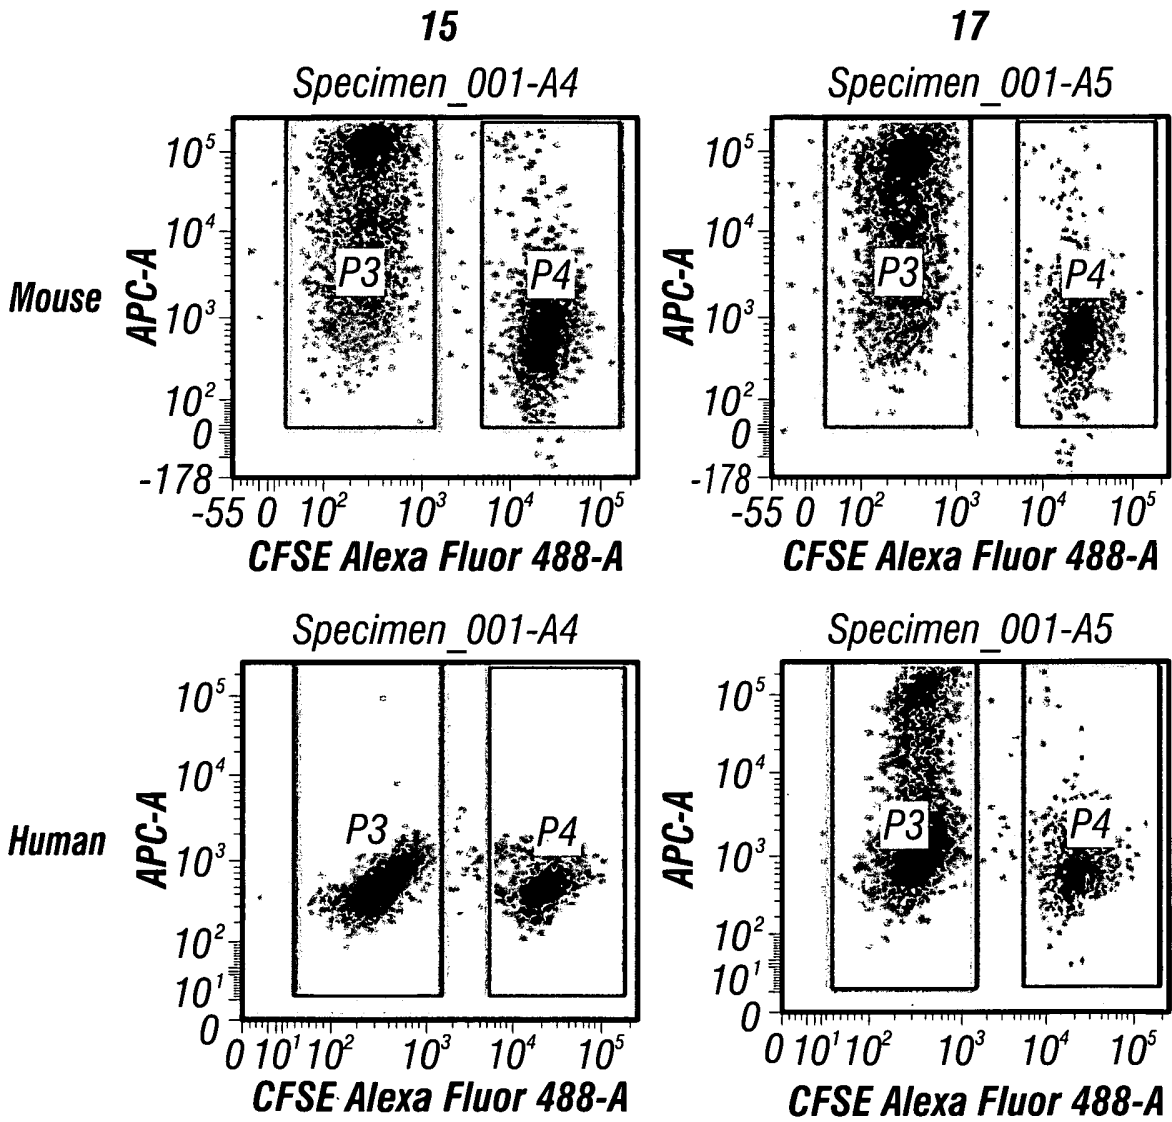 15 17
Specimen_001-A4 Specimen_001-A5
Mouse
APC-A
10⁵
10⁴
10³
10²
0
-178
P3 P4
-55 0 10² 10³ 10⁴ 10⁵
CFSE Alexa Fluor 488-A
APC-A
10⁵
10⁴
10³
10²
0
-178
P3 P4
-55 0 10² 10³ 10⁴ 10⁵
CFSE Alexa Fluor 488-A
Specimen_001-A4 Specimen_001-A5
Human
APC-A
10⁵
10⁴
10³
10²
10¹
0
P3 P4
0 10¹ 10² 10³ 10⁴ 10⁵
CFSE Alexa Fluor 488-A
APC-A
10⁵
10⁴
10³
10²
10¹
0
P3 P4
0 10¹ 10² 10³ 10⁴ 10⁵
CFSE Alexa Fluor 488-A